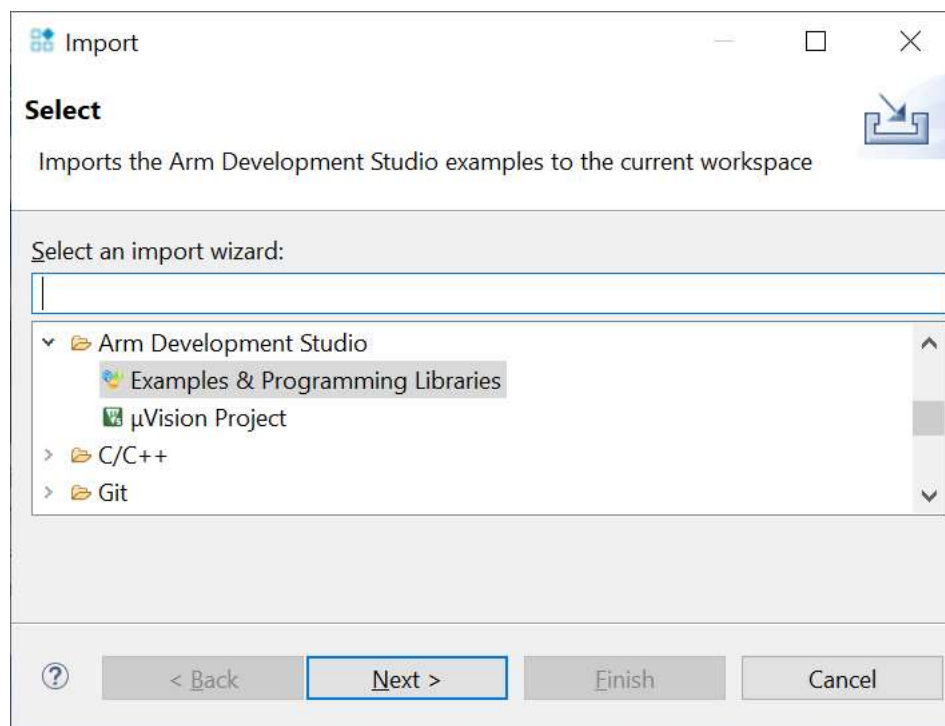 Import
Select
Imports the Arm Development Studio examples to the current workspace
Select an import wizard:
Arm Development Studio
Examples & Programming Libraries
µVision Project
C/C++
Git
? < Back Next > Finish Cancel